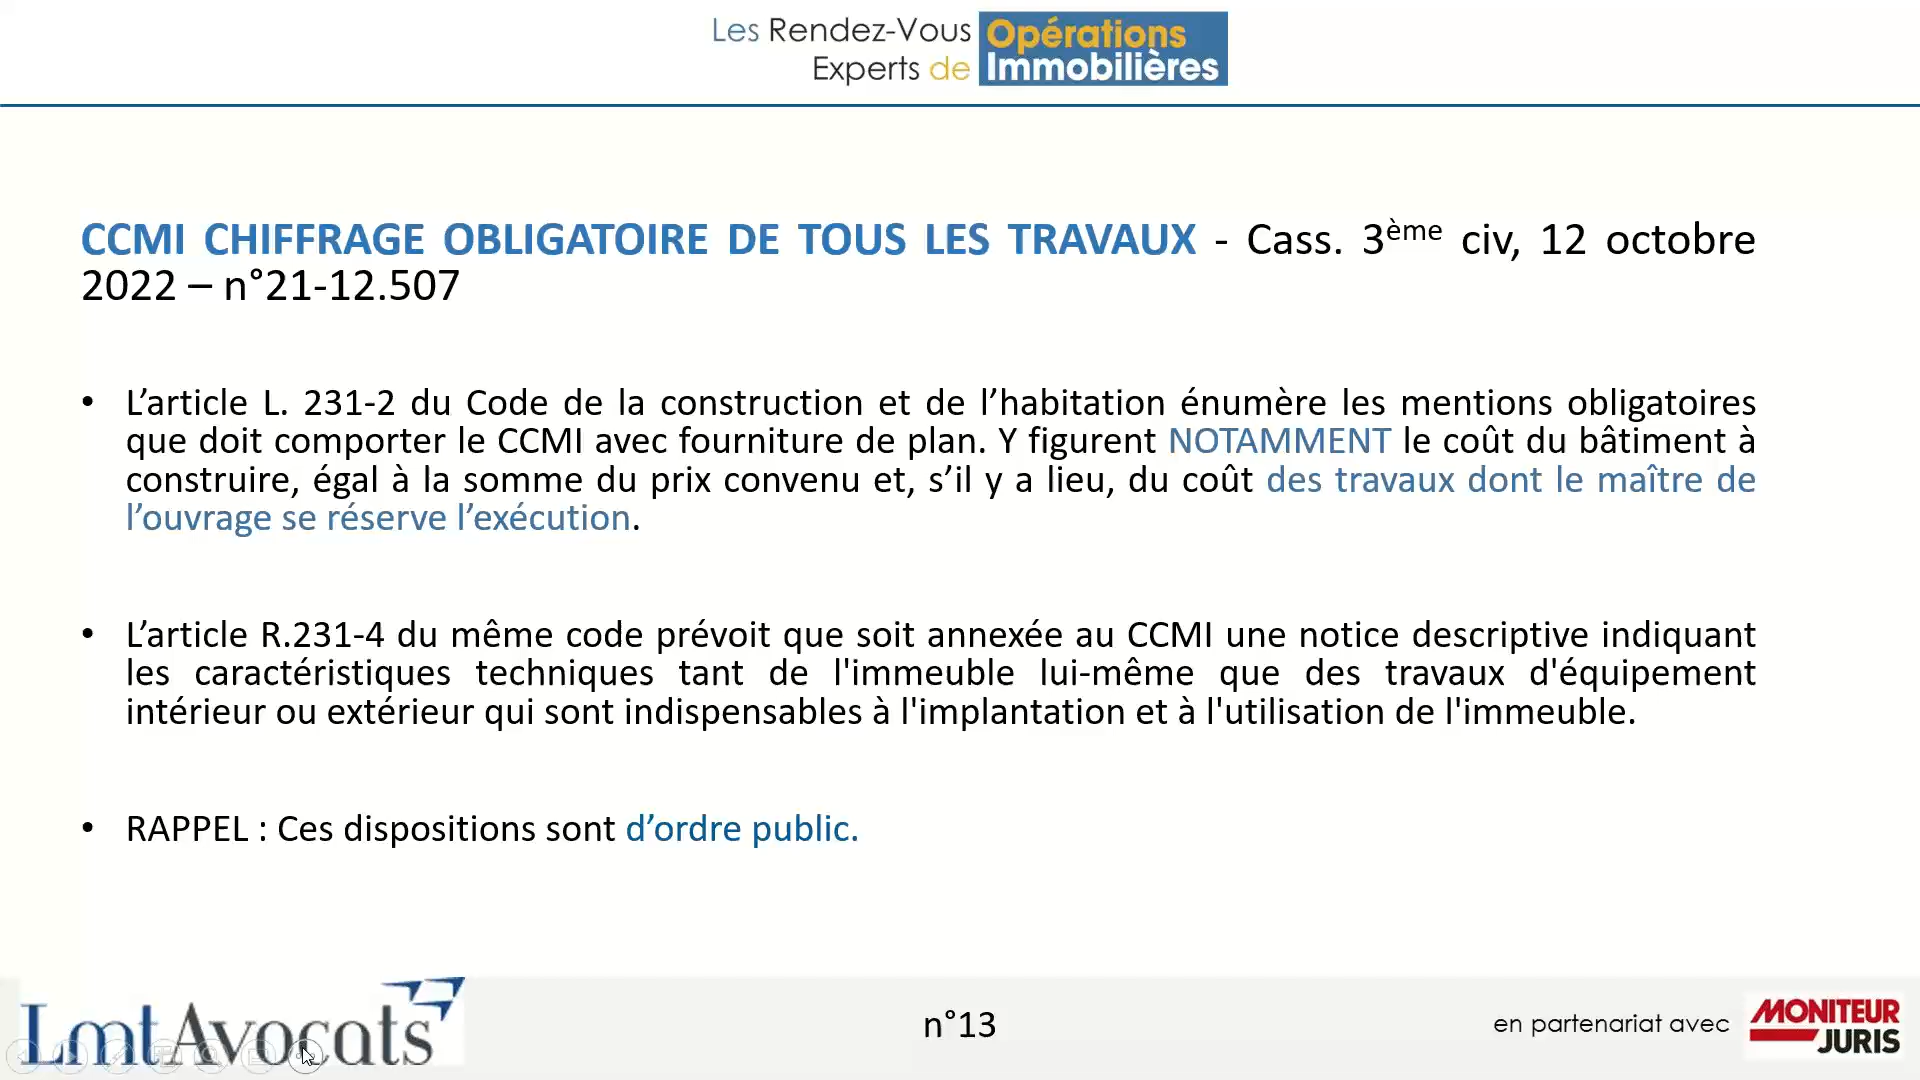 Les Rendez-Vous
Experts de
Opérations
Immobilières
CCMI CHIFFRAGE OBLIGATOIRE DE TOUS LES TRAVAUX - Cass. 3ème civ, 12 octobre
2022 – n°21-12.507
• L’article L. 231-2 du Code de la construction et de l’habitation énumère les mentions obligatoires
que doit comporter le CCMI avec fourniture de plan. Y figurent NOTAMMENT le coût du bâtiment à
construire, égal à la somme du prix convenu et, s’il y a lieu, du coût des travaux dont le maître de
l’ouvrage se réserve l’exécution.
• L’article R.231-4 du même code prévoit que soit annexée au CCMI une notice descriptive indiquant
les caractéristiques techniques tant de l'immeuble lui-même que des travaux d'équipement
intérieur ou extérieur qui sont indispensables à l'implantation et à l'utilisation de l'immeuble.
• RAPPEL : Ces dispositions sont d’ordre public.
LmtAvocats
n°13
en partenariat avec
MONITEUR
JURIS